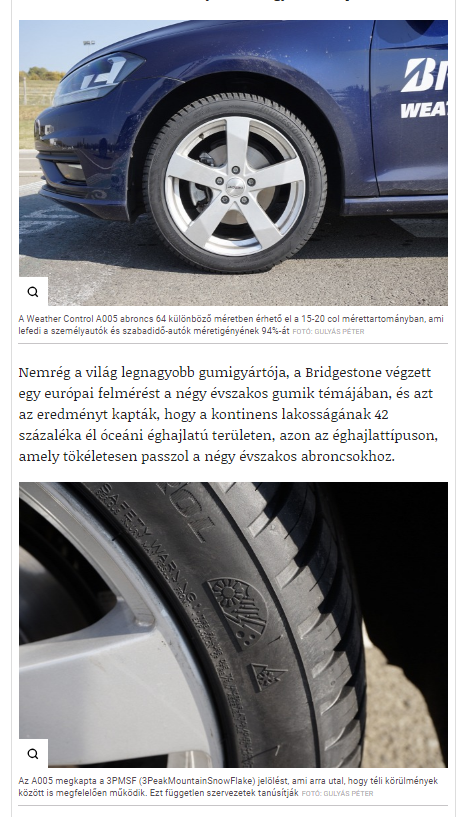 BR
WEAT
A Weather Control A005 abroncs 64 különböző méretben érhető el a 15-20 col mérettartományban, ami
lefedi a személyautók és szabadidő-autók méretigényének 94%-át FOTÓ: GULYÁS PÉTER
Nemrég a világ legnagyobb gumigyártója, a Bridgestone végzett
egy európai felmérést a négy évszakos gumik témájában, és azt
az eredményt kapták, hogy a kontinens lakosságának 42
százaléka él óceáni éghajlatú területen, azon az éghajlattípuson,
amely tökéletesen passzol a négy évszakos abroncsokhoz.
ROL
SAFETY WARNING
Az A005 megkapta a 3PMSF (3PeakMountainSnowFlake) jelölést, ami arra utal, hogy téli körülmények
között is megfelelően működik. Ezt független szervezetek tanúsítják FOTÓ: GULYÁS PÉTER